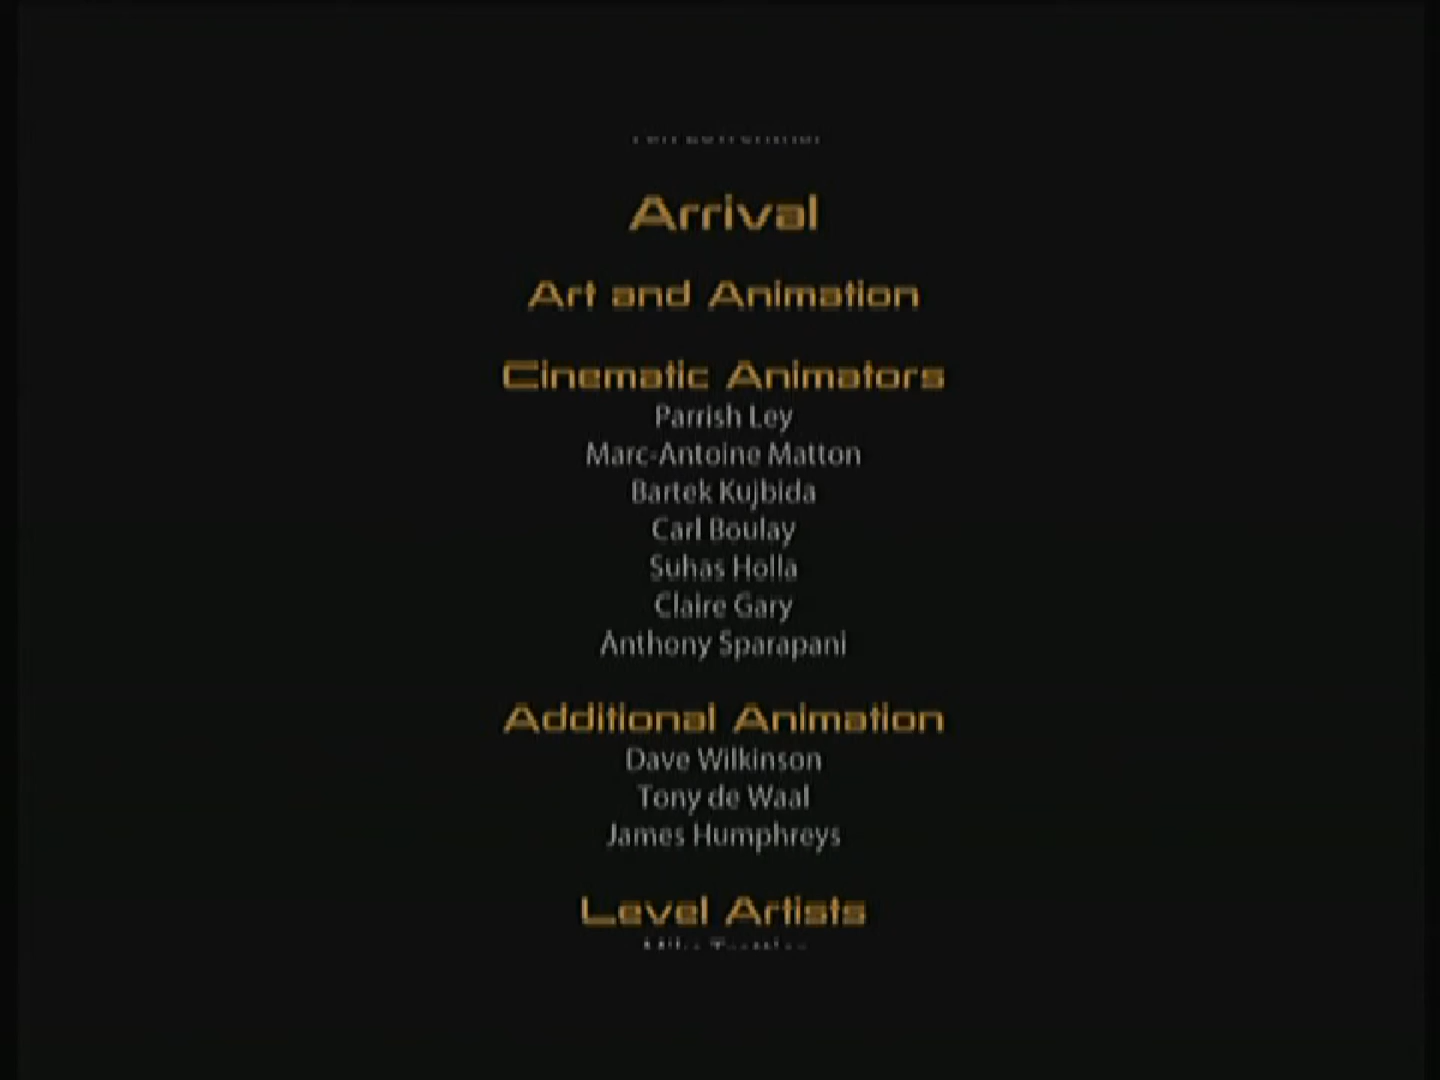 Arrival
Art and Animation
Cinematic Animators
Parrish Ley
Marc-Antoine Matton
Bartek Kujbida
Carl Boulay
Suhas Holla
Claire Gary
Anthony Sparapani
Additional Animation
Dave Wilkinson
Tony de Waal
James Humphreys
Level Artists